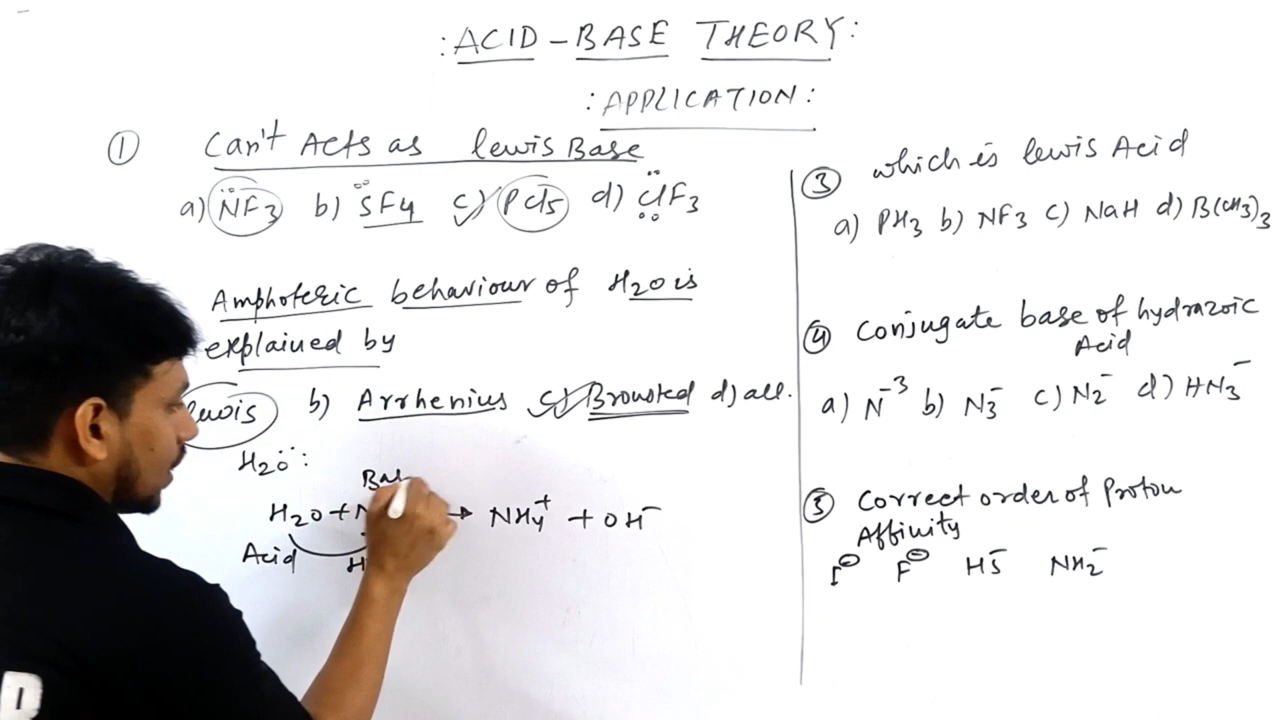 : ACID - BASE THEORY :
: APPLICATION :
① Can't Acts as lewis Base
a) NF3 b) SF4 c) PCl5 d) ClF3
Amphoteric behaviour of H2O is
explained by
b) Arrhenius c) Bronsted d) all.
H2O
H2O + → NH4+ + OH-
Acid
③ which is lewis Acid
a) PH3 b) NF3 c) NaH d) B(CH3)3
④ Conjugate base of hydrazoic
Acid
a) N-3 b) N3- c) N2- d) HN3-
⑤ Correct order of Proton
Affinity
I⊖ F⊖ HS- NH2-